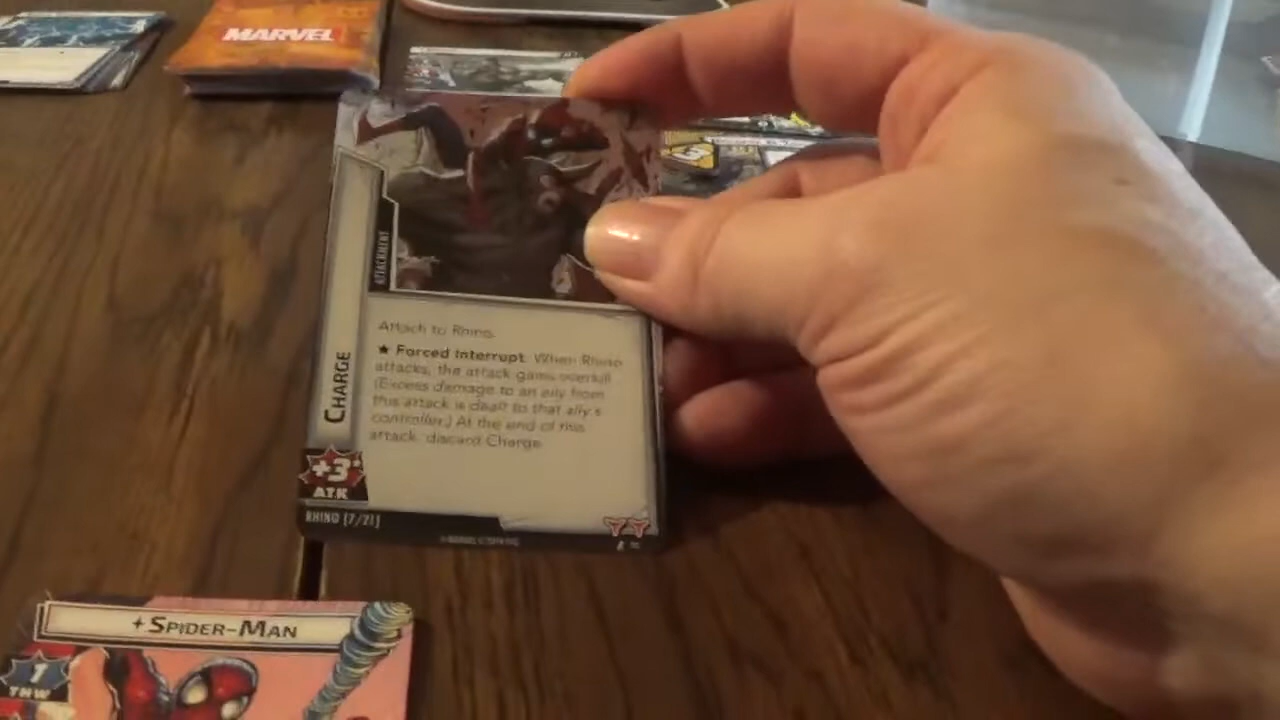 MARVEL
3
ATTACHMENT
Attach to Rhino.
★ Forced Interrupt: When Rhino
attacks, the attack gains overkill
(Excess damage to an ally from
this attack is dealt to that ally's
controller.) At the end of this
attack, discard Charge.
CHARGE
+3*
ATK
RHINO (7/21)
+SPIDER-MAN
1
THW